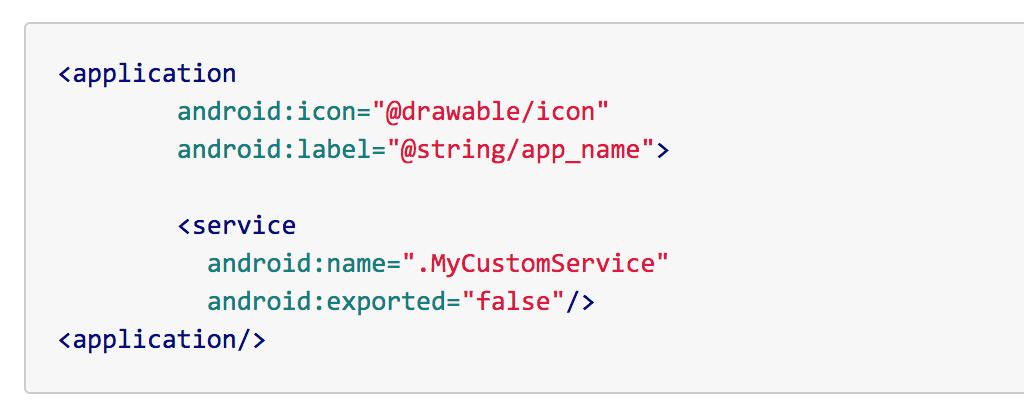 <application
android:icon="@drawable/icon"
android:label="@string/app_name">
<service
android:name=".MyCustomService"
android:exported="false"/>
<application/>